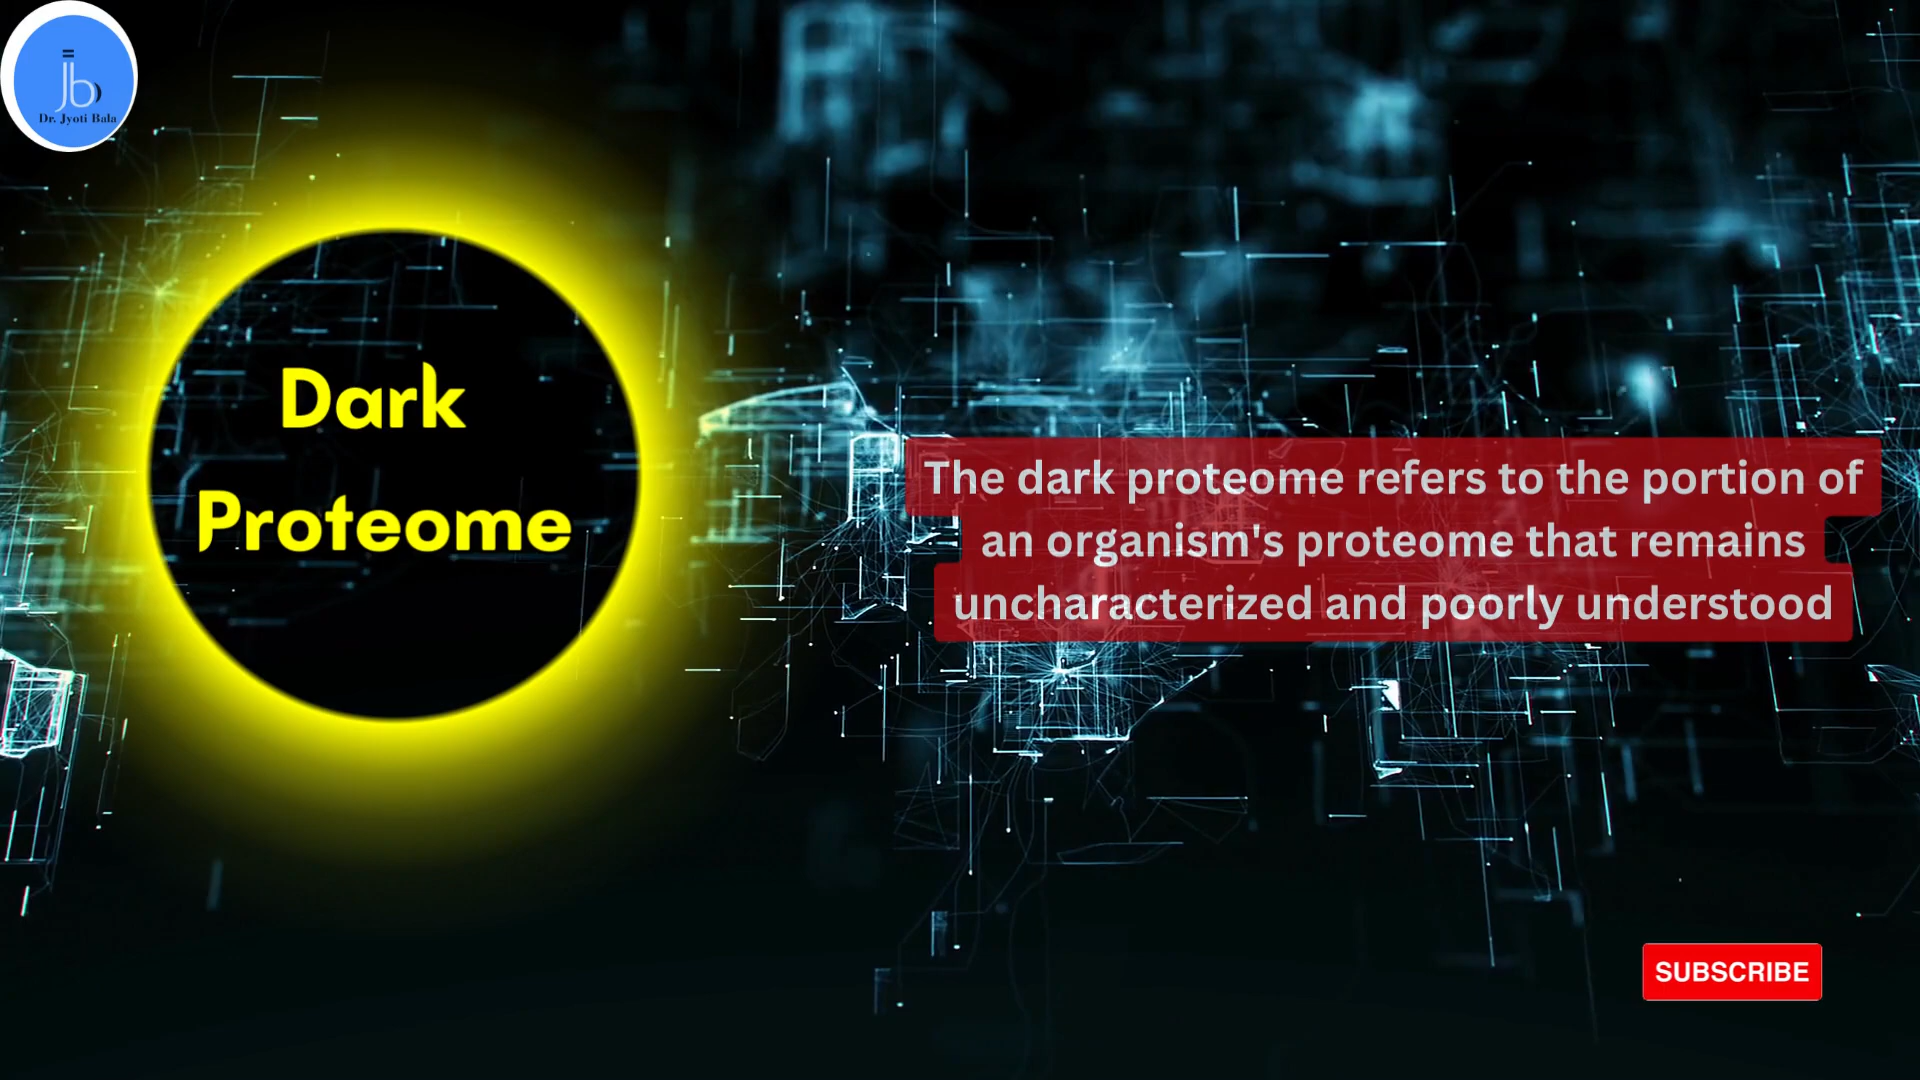 jb
Dr. Jyoti Bala
Dark
Proteome
The dark proteome refers to the portion of
an organism's proteome that remains
uncharacterized and poorly understood
SUBSCRIBE